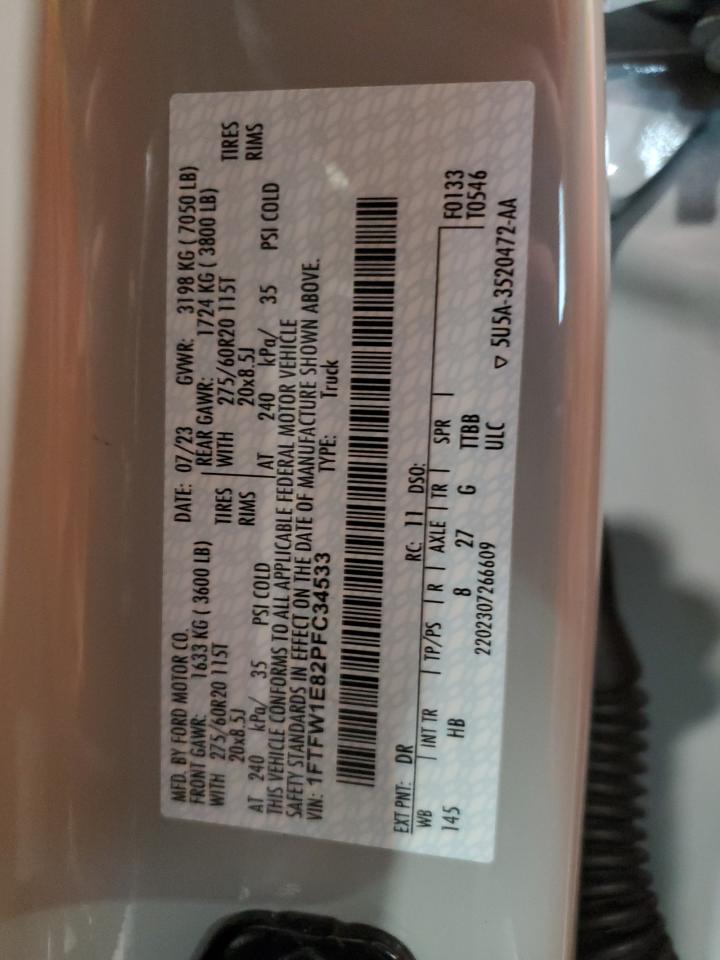 MFD. BY FORD MOTOR CO. DATE: 07/23 GVWR: 3198 KG ( 7050 LB)
FRONT GAWR: 1633 KG ( 3600 LB) REAR GAWR: 1724 KG ( 3800 LB)
WITH 275/60R20 115T TIRES WITH 275/60R20 115T TIRES
20x8.5J RIMS 20x8.5J RIMS
AT 240 kPa/ 35 PSI COLD AT 240 kPa/ 35 PSI COLD
THIS VEHICLE CONFORMS TO ALL APPLICABLE FEDERAL MOTOR VEHICLE
SAFETY STANDARDS IN EFFECT ON THE DATE OF MANUFACTURE SHOWN ABOVE.
VIN: 1FTFW1E82PFC34533 TYPE: Truck
EXT PNT: DR RC: 11 DSO: F0133
WB INT TR TP/PS R AXLE TR SPR T0546
145 HB 8 27 G TTBB
2202307266609 ULC ▽ 5U5A-3520472-AA